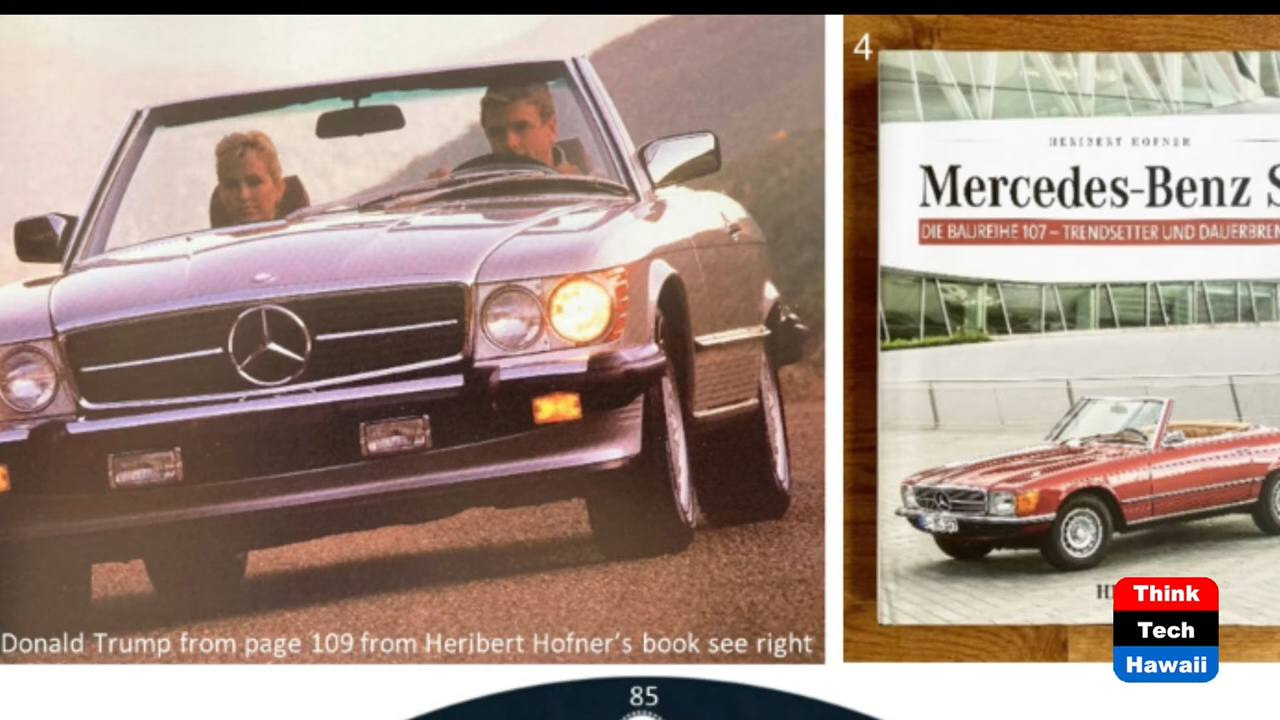 4
HERIBERT HOFNER
Mercedes-Benz S
DIE BAUREIHE 107 – TRENDSETTER UND DAUERBREN
Donald Trump from page 109 from Heribert Hofner's book see right
Think
Tech
Hawaii
85